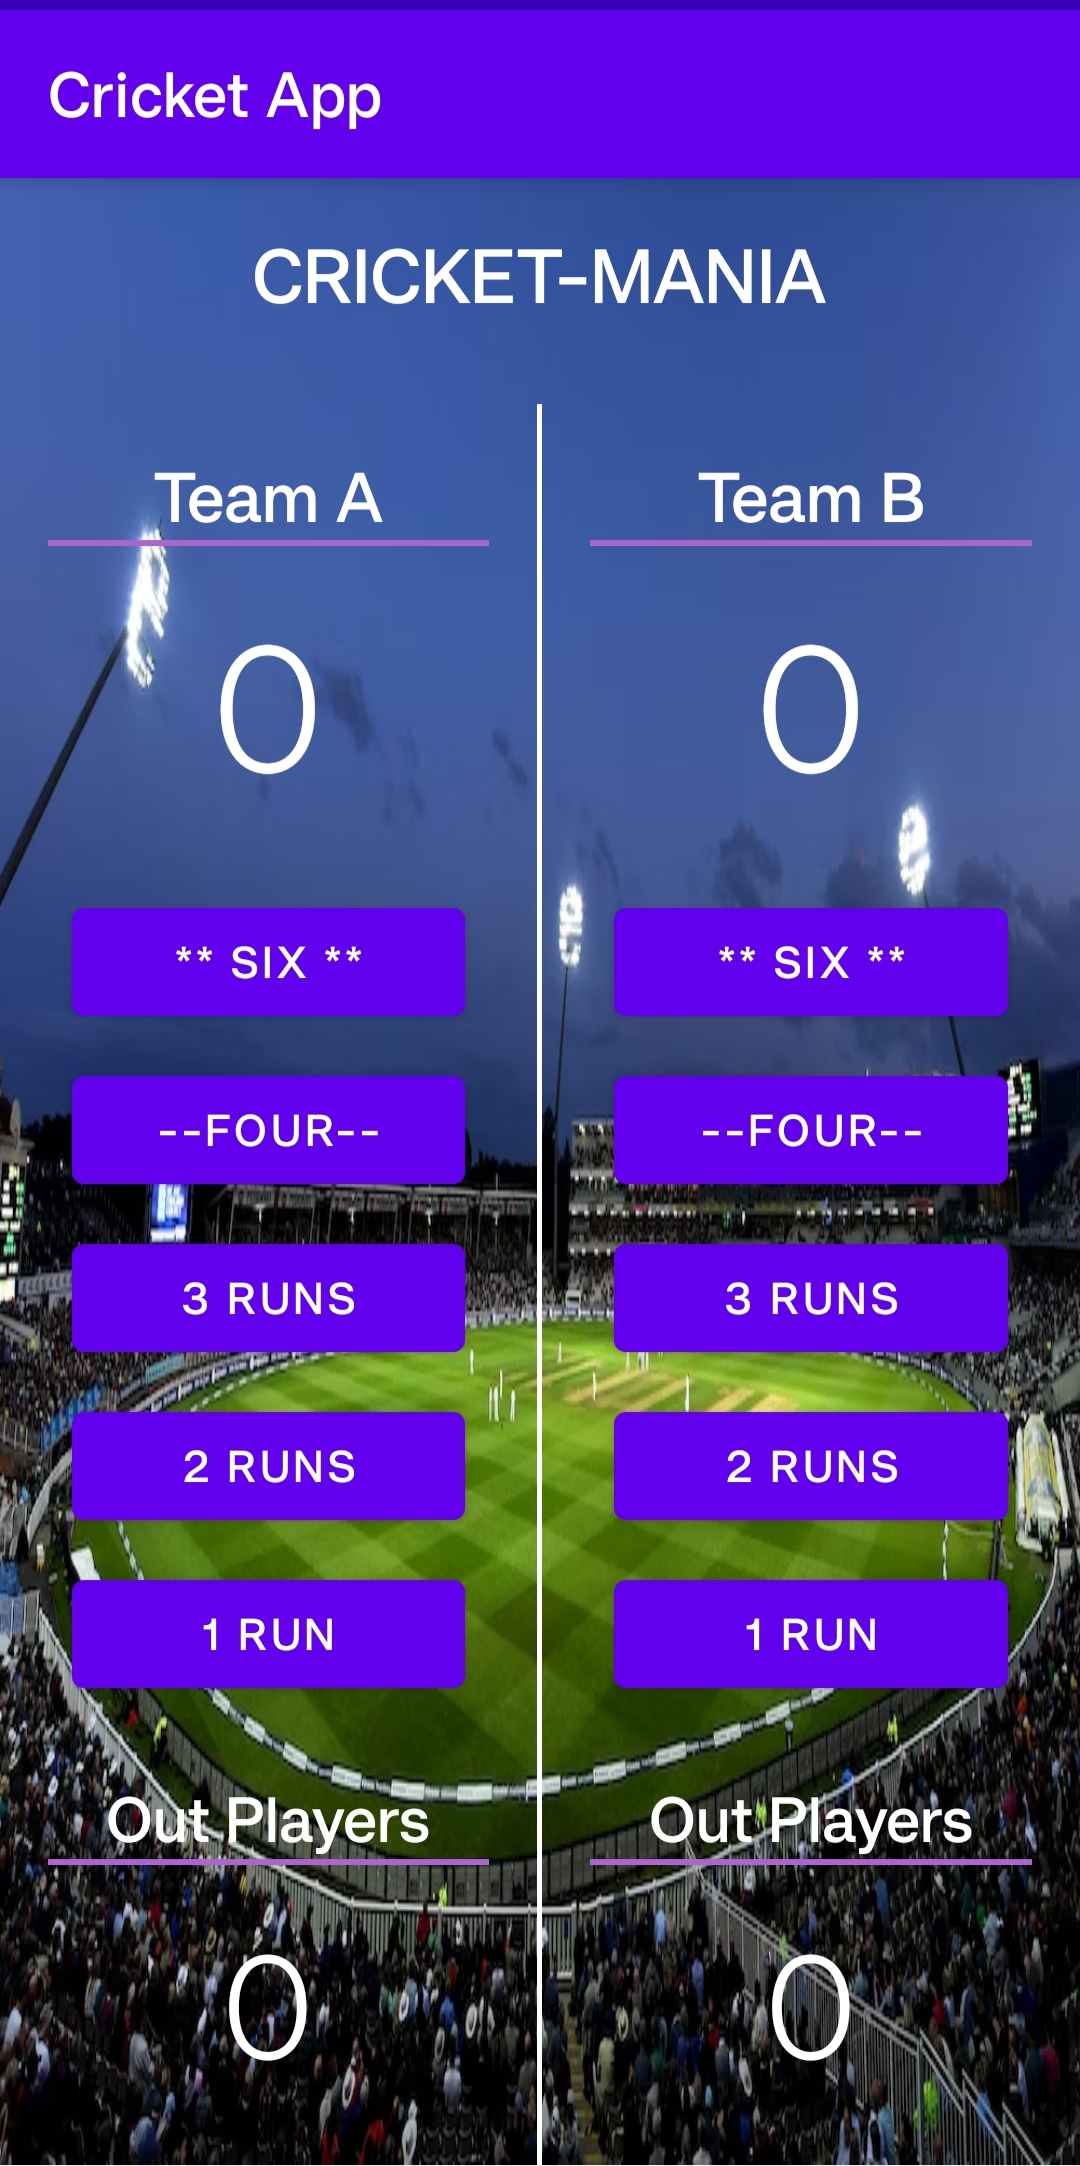 Cricket App
CRICKET-MANIA
Team A
0
** SIX **
--FOUR--
3 RUNS
2 RUNS
1 RUN
Out Players
0
Team B
0
** SIX **
--FOUR--
3 RUNS
2 RUNS
1 RUN
Out Players
0